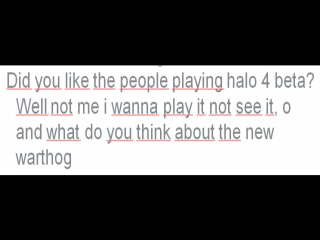 Did you like the people playing halo 4 beta?
Well not me i wanna play it not see it, o
and what do you think about the new
warthog